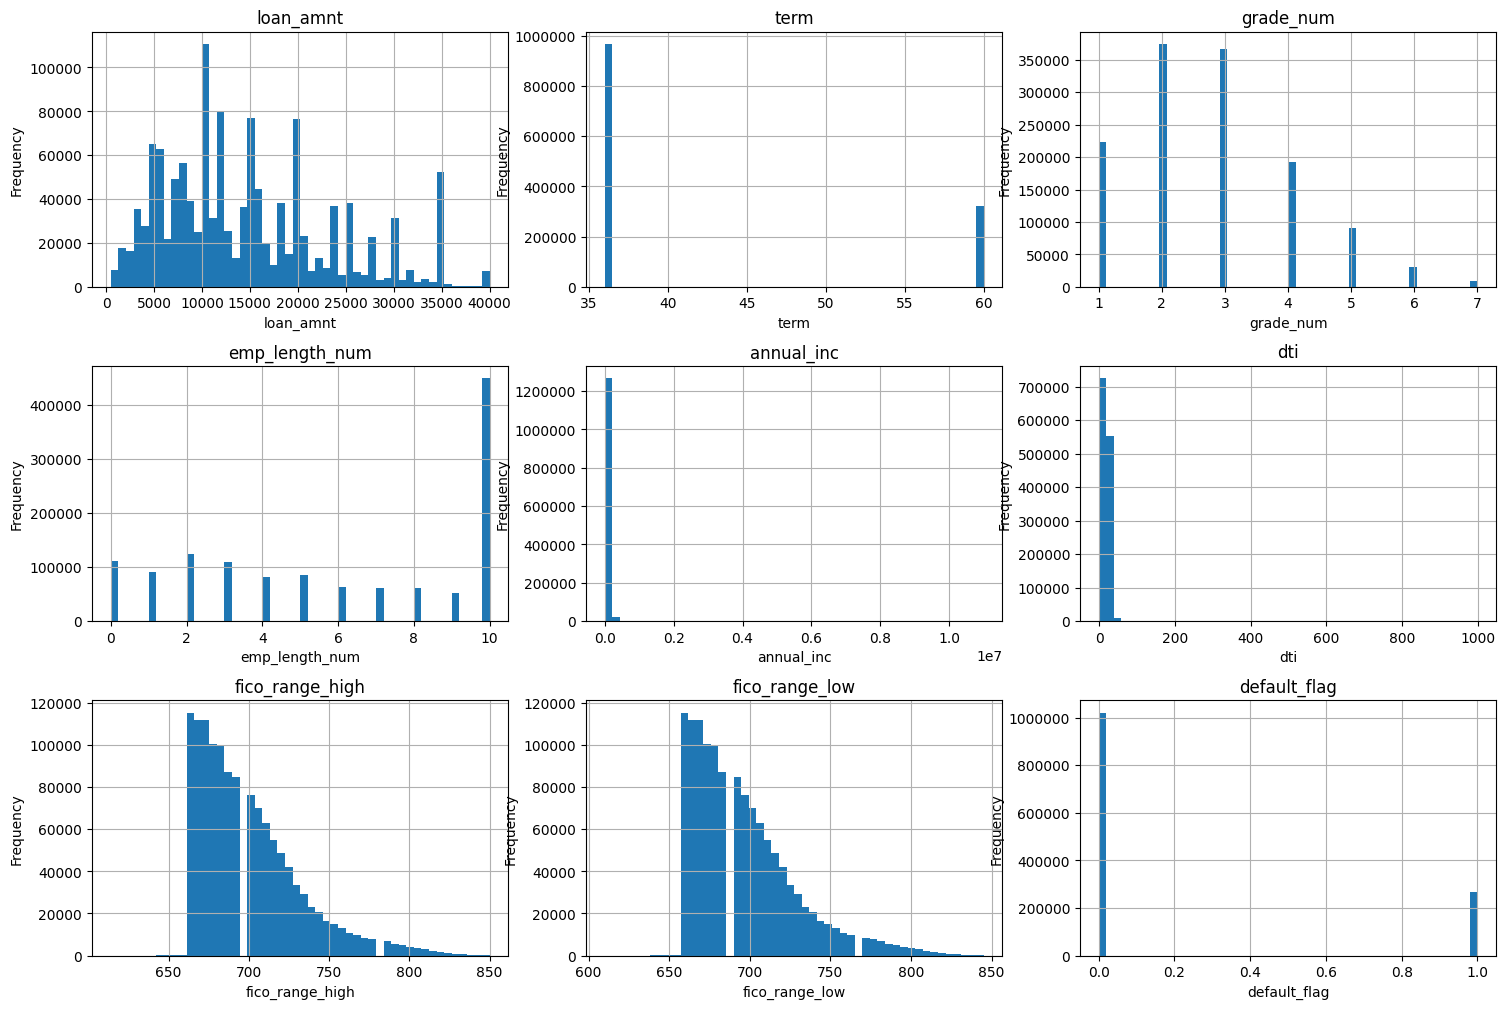 loan_amnt
100000
80000
60000
40000
20000
0
Frequency
0 5000 10000 15000 20000 25000 30000 35000 40000
loan_amnt
term
1000000
800000
600000
400000
200000
0
Frequency
35 40 45 50 55 60
term
grade_num
350000
300000
250000
200000
150000
100000
50000
0
Frequency
1 2 3 4 5 6 7
grade_num
emp_length_num
400000
300000
200000
100000
0
Frequency
0 2 4 6 8 10
emp_length_num
annual_inc
1200000
1000000
800000
600000
400000
200000
0
Frequency
0.0 0.2 0.4 0.6 0.8 1.0
1e7
annual_inc
dti
700000
600000
500000
400000
300000
200000
100000
0
Frequency
0 200 400 600 800 1000
dti
fico_range_high
120000
100000
80000
60000
40000
20000
0
Frequency
650 700 750 800 850
fico_range_high
fico_range_low
120000
100000
80000
60000
40000
20000
0
Frequency
600 650 700 750 800 850
fico_range_low
default_flag
1000000
800000
600000
400000
200000
0
Frequency
0.0 0.2 0.4 0.6 0.8 1.0
default_flag